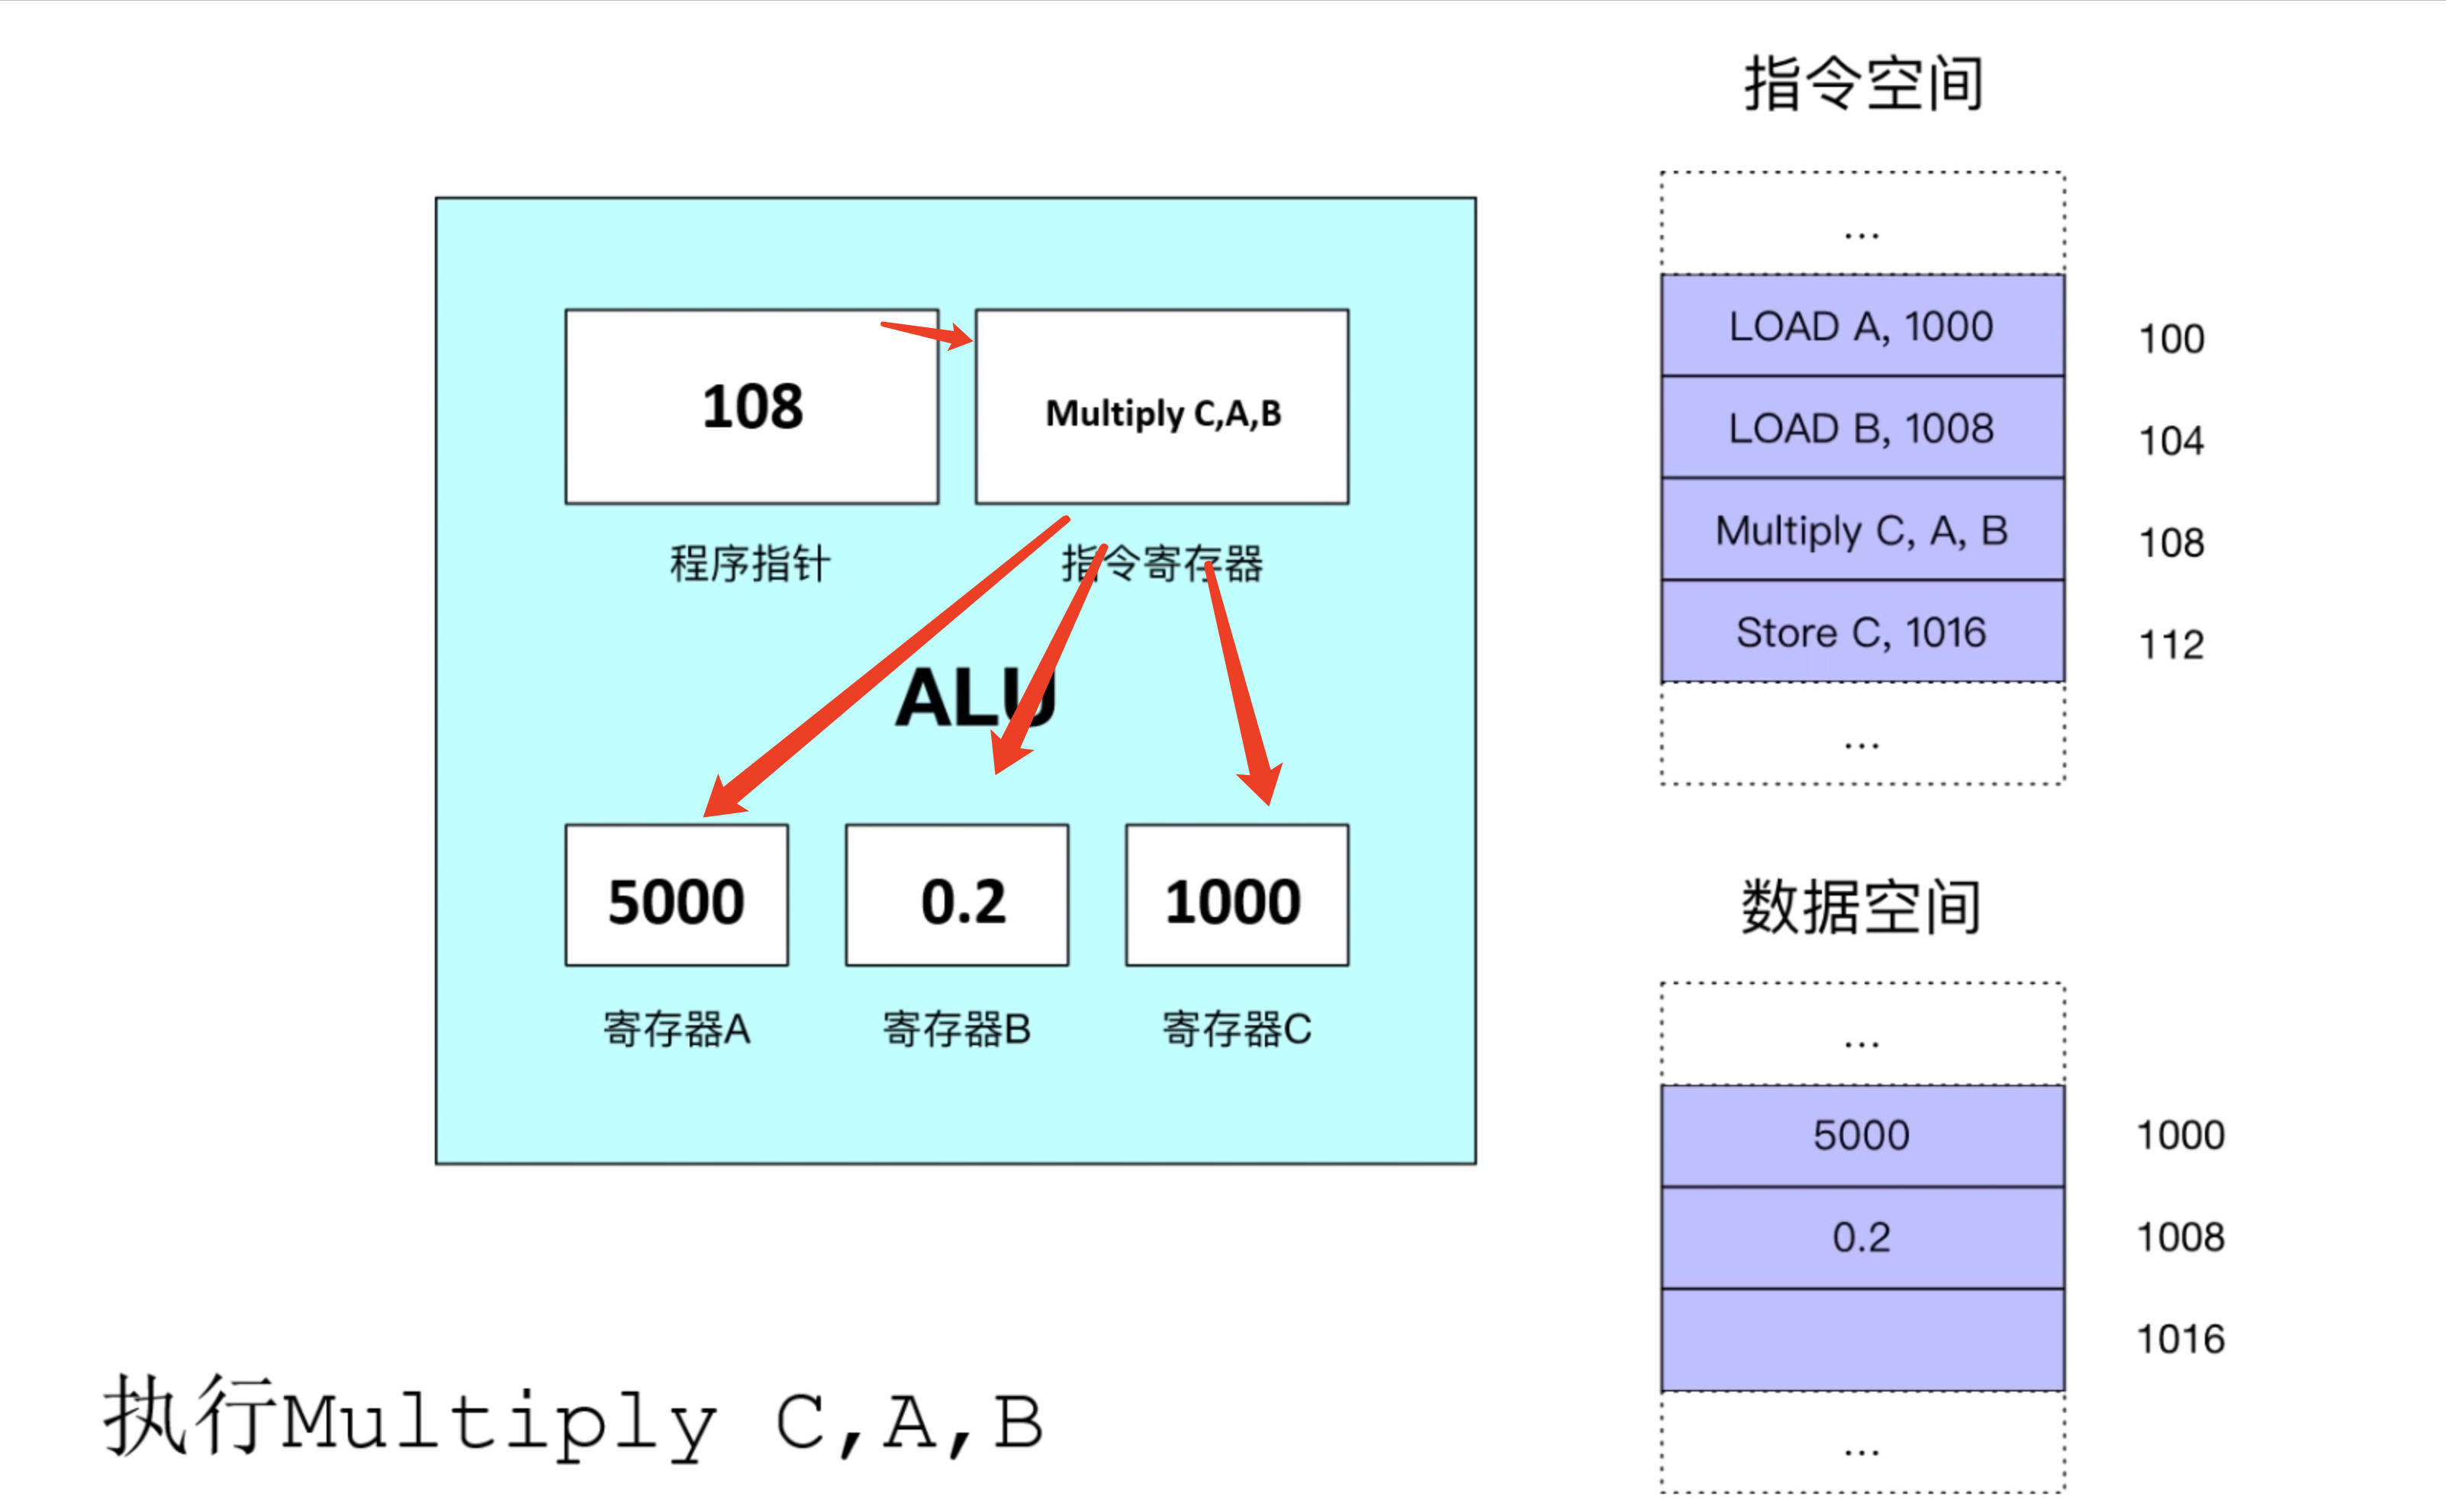 指令空间
...
LOAD A, 1000
100
LOAD B, 1008
104
Multiply C, A, B
108
Store C, 1016
112
...
108
Multiply C,A,B
程序指针
指令寄存器
ALU
5000
0.2
1000
寄存器A
寄存器B
寄存器C
数据空间
...
5000
1000
0.2
1008
1016
...
执行Multiply C,A,B